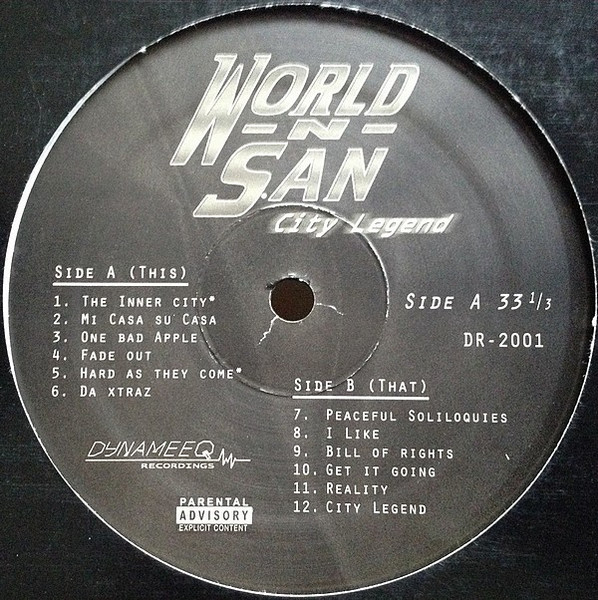 WORLD
-N-
S.AN
City Legend
SIDE A (THIS)
1. THE INNER CITY*
2. MI CASA SU CASA
3. ONE BAD APPLE
4. FADE OUT
5. HARD AS THEY COME*
6. DA XTRAZ
SIDE A 33 1/3
DR-2001
SIDE B (THAT)
7. PEACEFUL SOLILOQUIES
8. I LIKE
9. BILL OF RIGHTS
10. GET IT GOING
11. REALITY
12. CITY LEGEND
DYNAMEEQ
RECORDINGS
PARENTAL
ADVISORY
EXPLICIT CONTENT